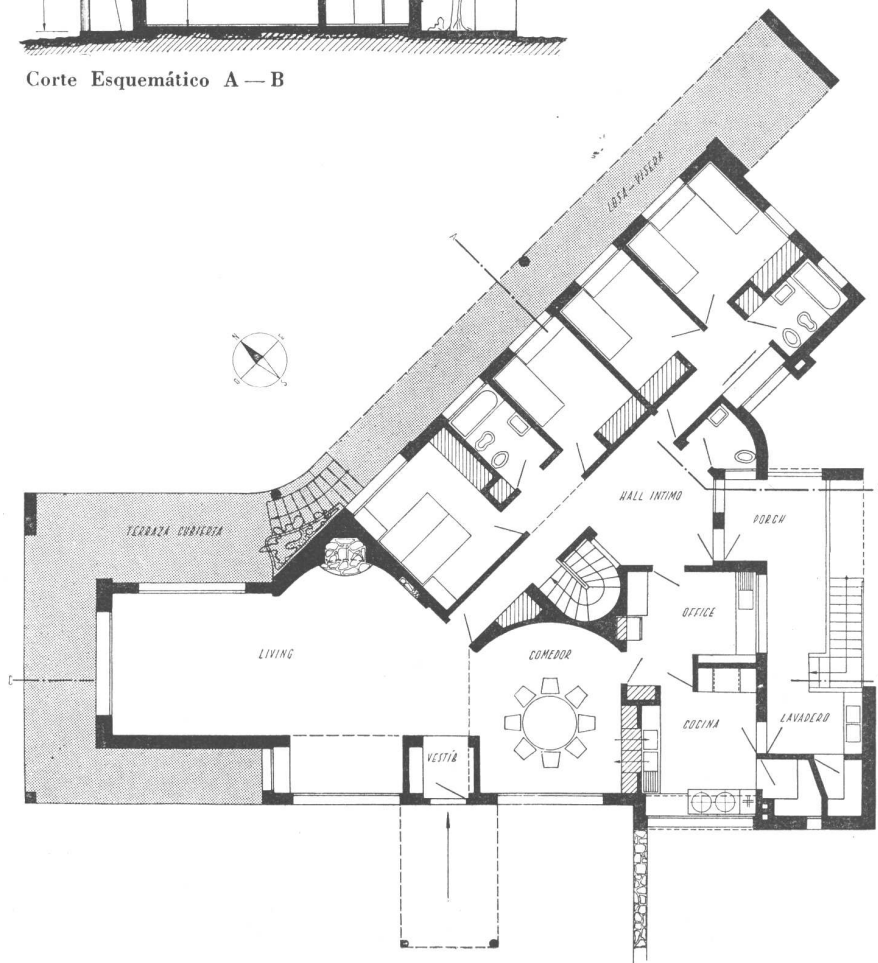 Corte Esquemático A — B
LOSA-VISERA
TERRAZA CUBIERTA
HALL INTIMO
PORCH
OFFICE
LIVING
COMEDOR
COCINA
LAVADERO
VESTIB.